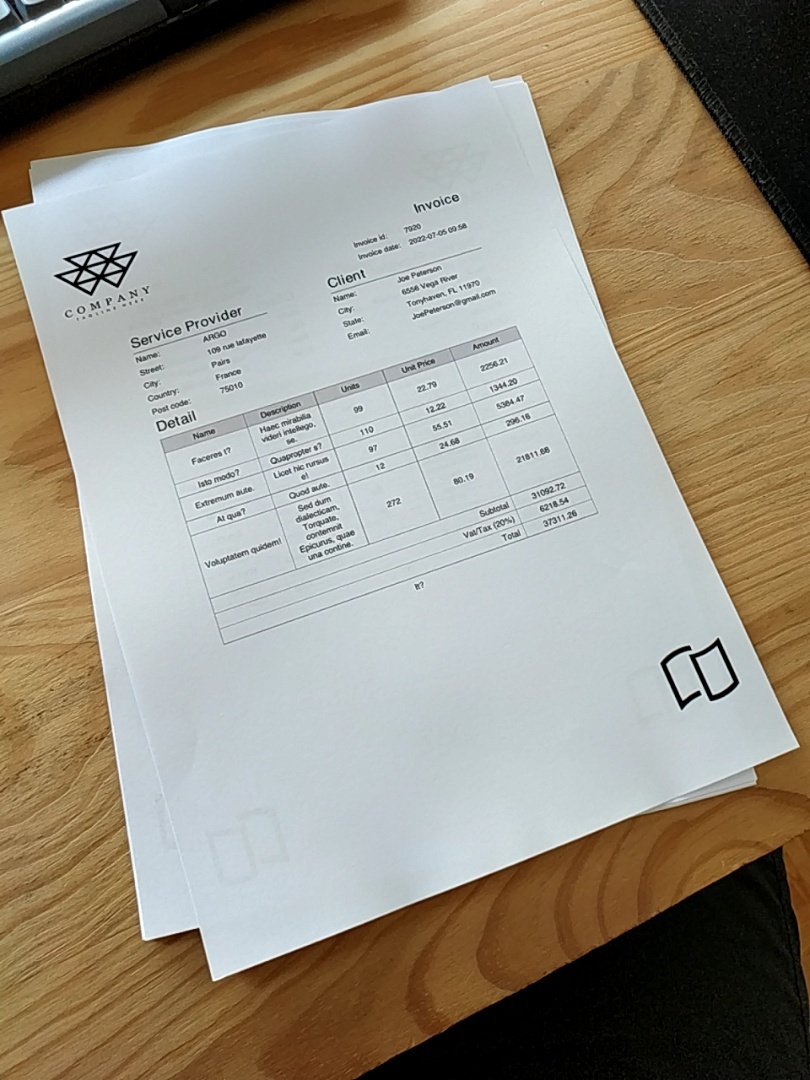 COMPANY
TAGLINE HERE
Invoice
Invoice id: 7920
Invoice date: 2022-07-05 09:58
Service Provider
Name: ARGO
Street: 109 rue lafayette
City: Pairs
Country: France
Post code: 75010
Client
Name: Joe Peterson
City: 6556 Vega River
State: Tonyhaven, FL 11970
Email: JoePeterson@gmail.com
Detail
Name Description Units Unit Price Amount
Faceres t? Haec mirabilia videri intellego, se. 99 22.79 2256.21
Isto modo? Quapropter s? 110 12.22 1344.20
Extremum aute. Licet hic rursus e! 97 55.51 5384.47
At qua? Quod aute. 12 24.68 296.16
Voluptatem quidem! Sed dum dialecticam, Torquate, contemnit Epicurus, quae una contine. 272 80.19 21811.68
Subtotal 31092.72
Vat/Tax (20%) 6218.54
Total 37311.26
It?